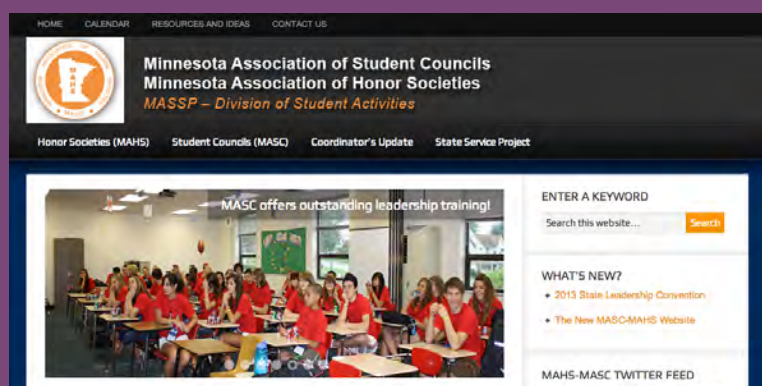 HOME CALENDAR RESOURCES AND IDEAS CONTACT US
Minnesota Association of Student Councils
Minnesota Association of Honor Societies
MASSP – Division of Student Activities
MAHS
Honor Societies (MAHS) Student Councils (MASC) Coordinator's Update State Service Project
MASC offers outstanding leadership training!
ENTER A KEYWORD
Search this website... Search
WHAT'S NEW?
2013 State Leadership Convention
The New MASC-MAHS Website
MAHS-MASC TWITTER FEED